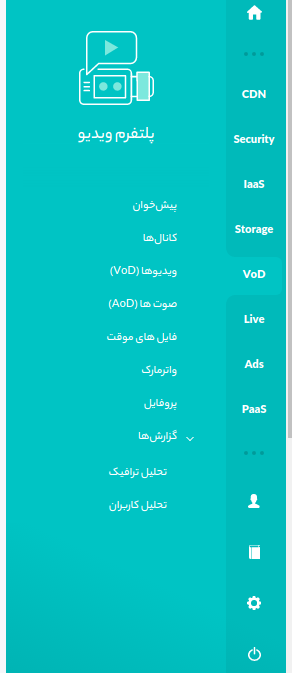 پلتفرم ویدیو
پیش‌خوان
کانال‌ها
ویدیوها (VoD)
صوت ها (AoD)
فایل های موقت
واترمارک
پروفایل
گزارش‌ها
تحلیل ترافیک
تحلیل کاربران
CDN
Security
IaaS
Storage
VoD
Live
Ads
PaaS